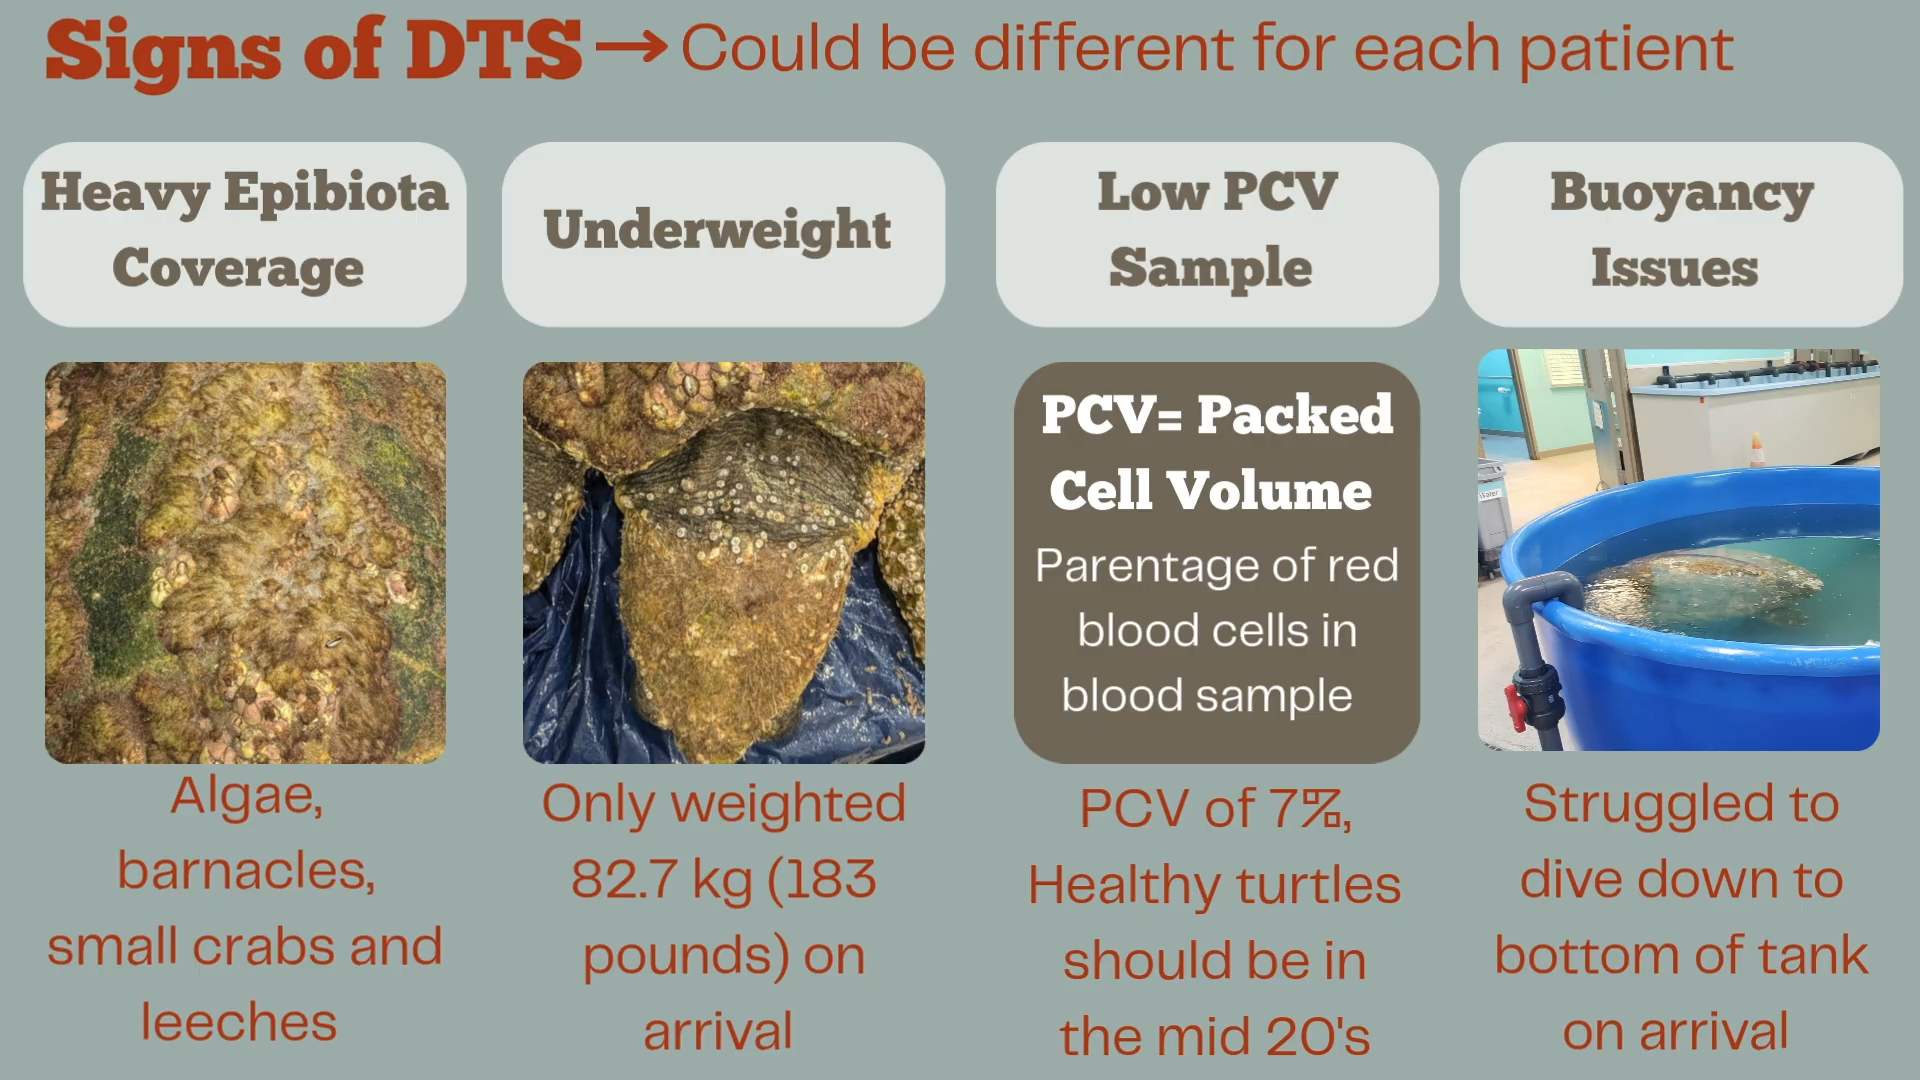 Signs of DTS → Could be different for each patient
Heavy Epibiota
Coverage
Underweight
Low PCV
Sample
Buoyancy
Issues
PCV= Packed
Cell Volume
Parentage of red
blood cells in
blood sample
Water
Algae,
barnacles,
small crabs and
leeches
Only weighted
82.7 kg (183
pounds) on
arrival
PCV of 7%,
Healthy turtles
should be in
the mid 20's
Struggled to
dive down to
bottom of tank
on arrival